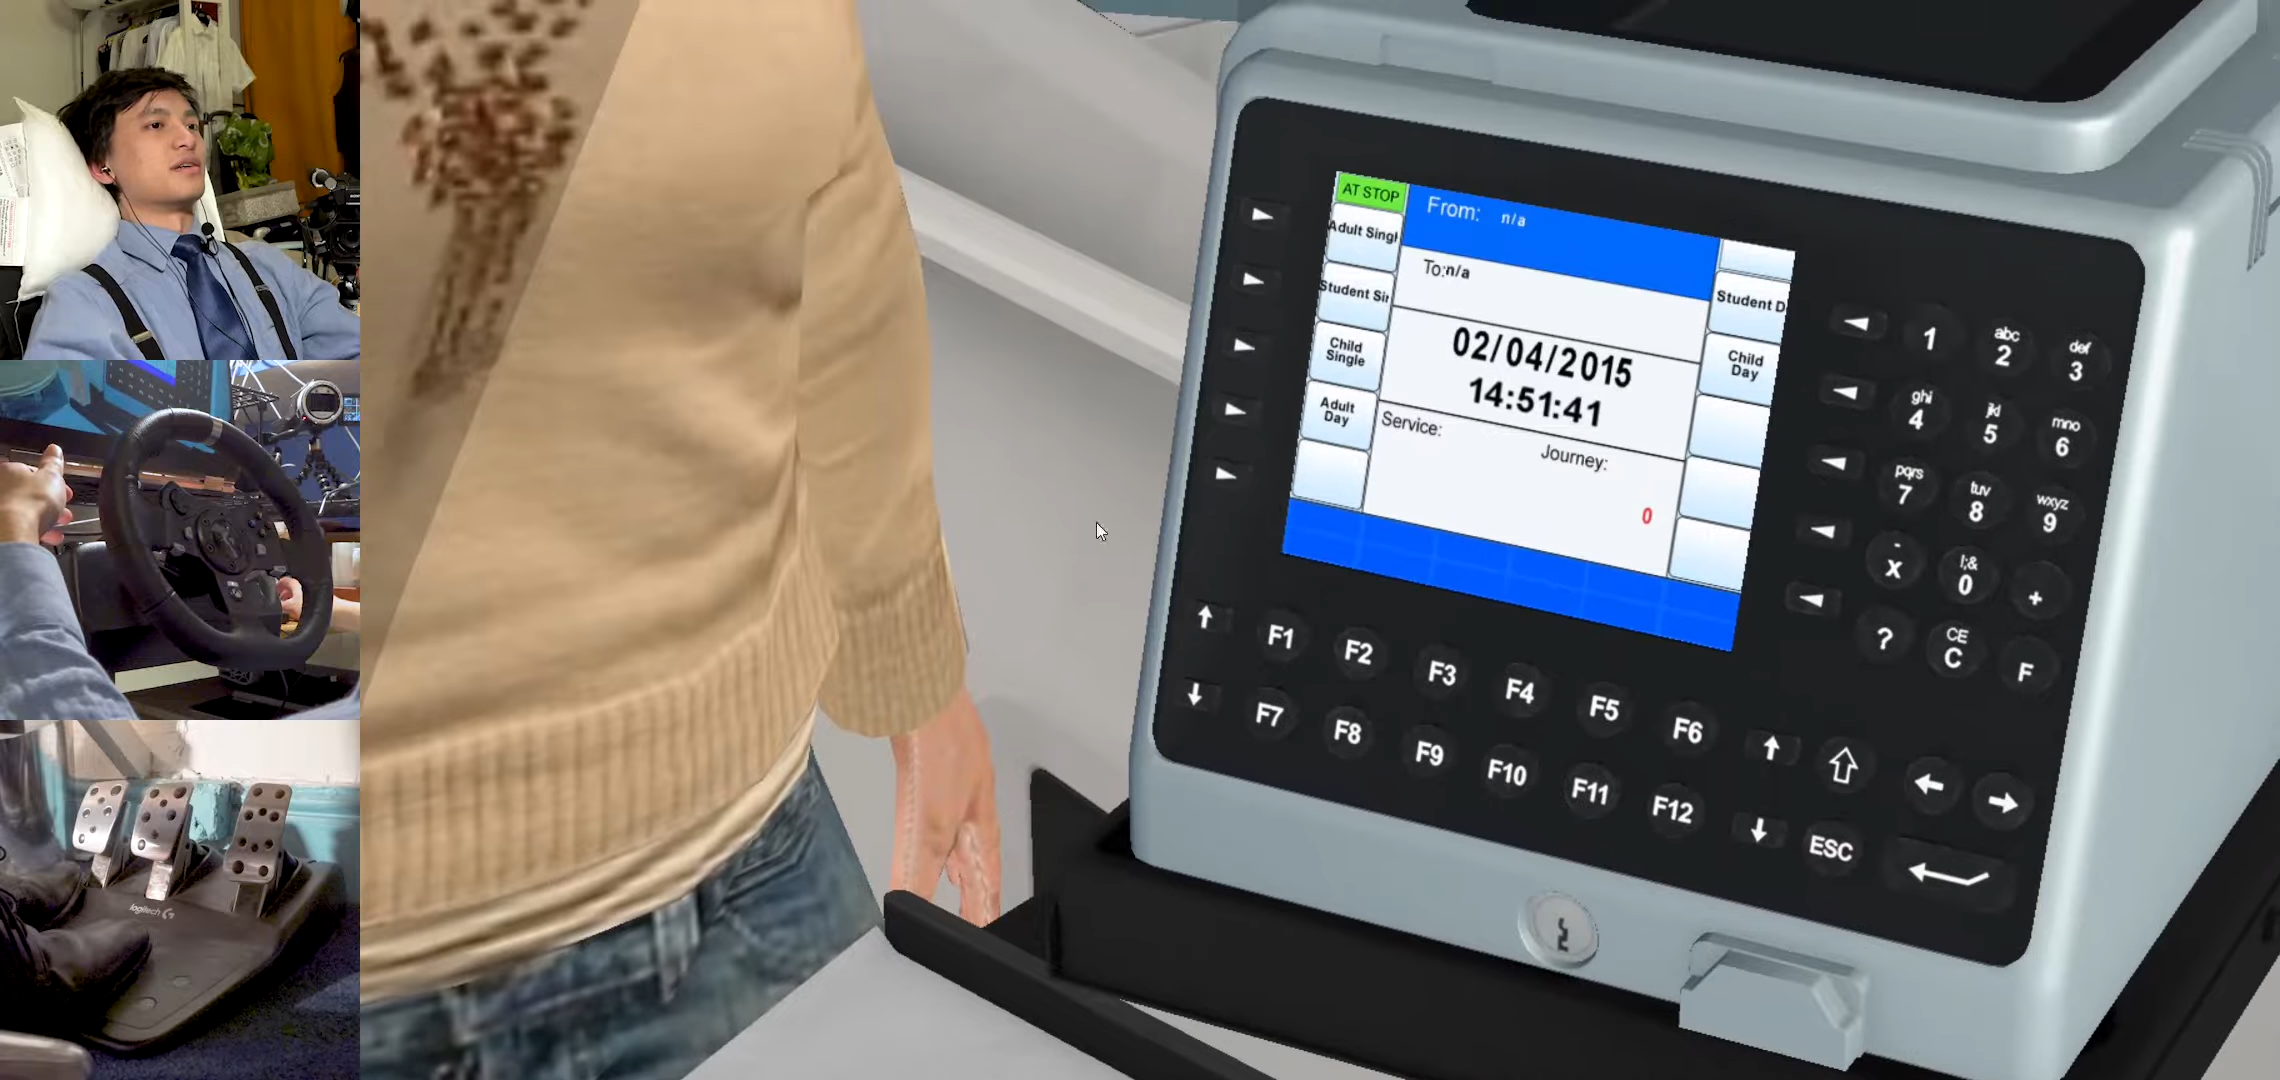 AT STOP
From: n/a
To:n/a
Adult Singl
Student Sir
Child
Single
Adult
Day
Student D
Child
Day
02/04/2015
14:51:41
Service:
Journey:
0
1
abc
2
def
3
ghi
4
jkl
5
mno
6
pqrs
7
tuv
8
wxyz
9
-
x
!;&
0
+
?
CE
C
F
F1 F2 F3 F4 F5 F6
F7 F8 F9 F10 F11 F12
ESC
logitech G